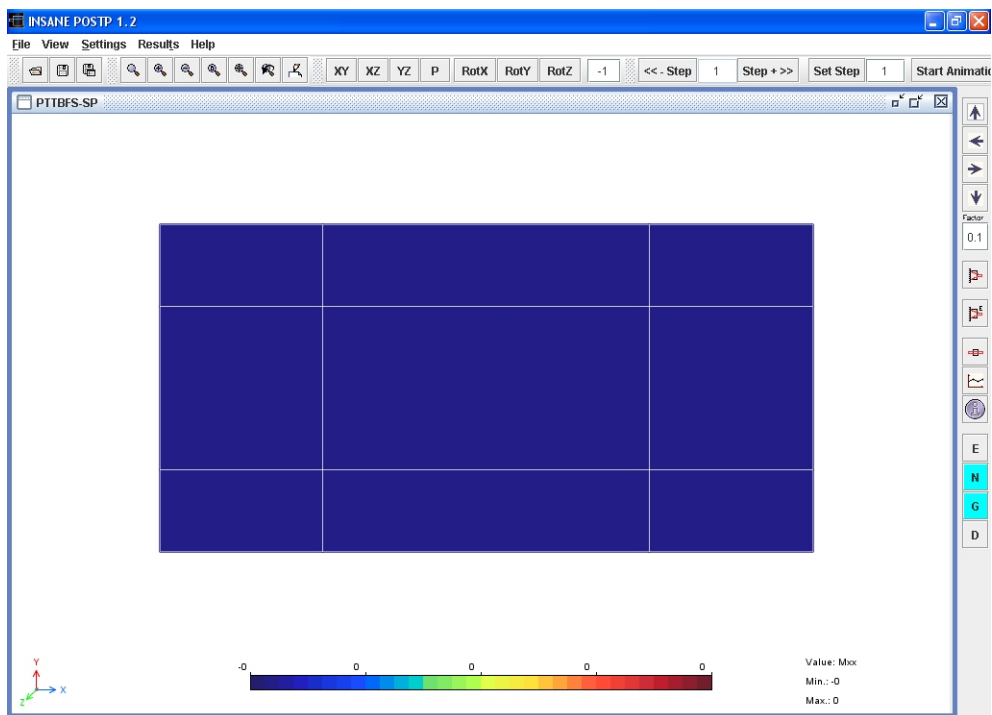 INSANE POSTP 1.2
File View Settings Results Help
XY XZ YZ P RotX RotY RotZ -1 << - Step 1 Step + >> Set Step 1 Start Animatic
PTTBFS-SP
Factor
0.1
E
E
N
G
D
Y
X
Z
-0 0 0 0 0
Value: Mxx
Min.: -0
Max.: 0